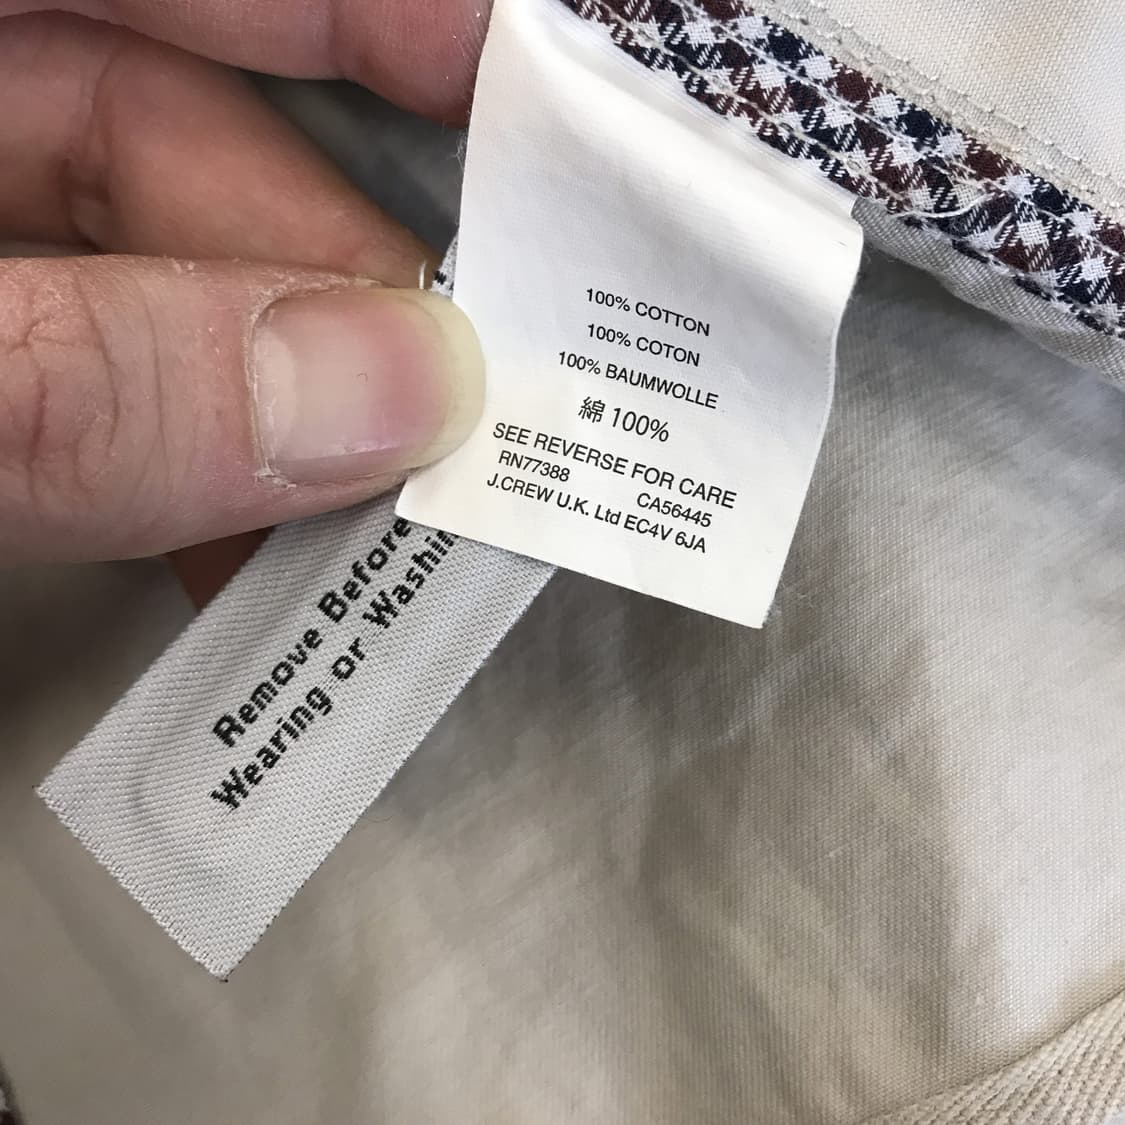 100% COTTON
100% COTON
100% BAUMWOLLE
綿 100%
SEE REVERSE FOR CARE
RN77388 CA56445
J.CREW U.K. Ltd EC4V 6JA
Remove Before
Wearing or